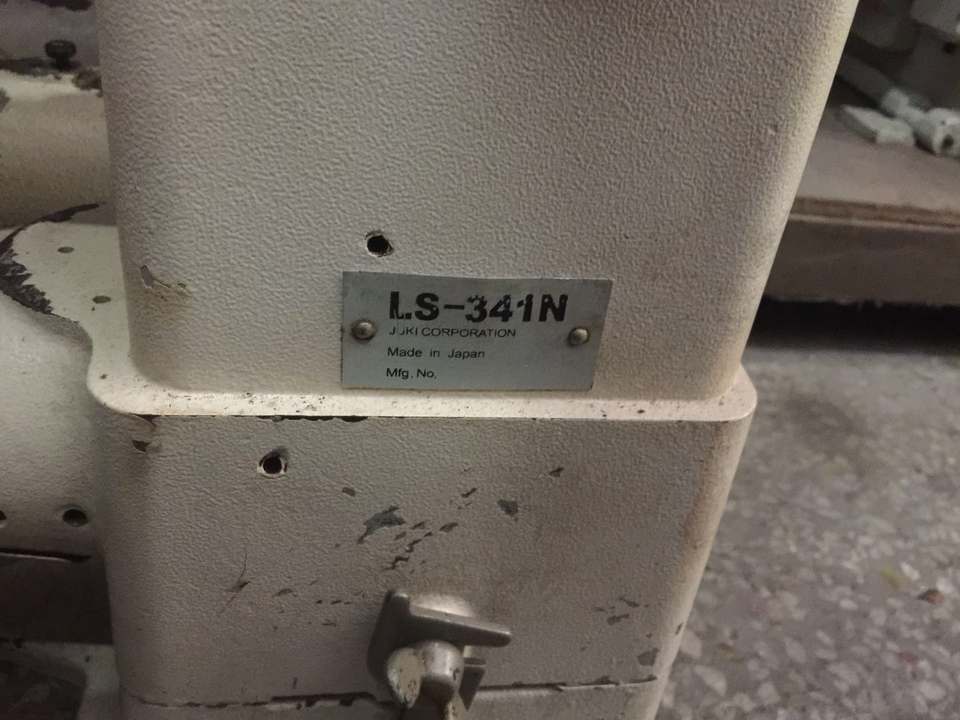 LS-341N
JUKI CORPORATION
Made in Japan
Mfg. No.